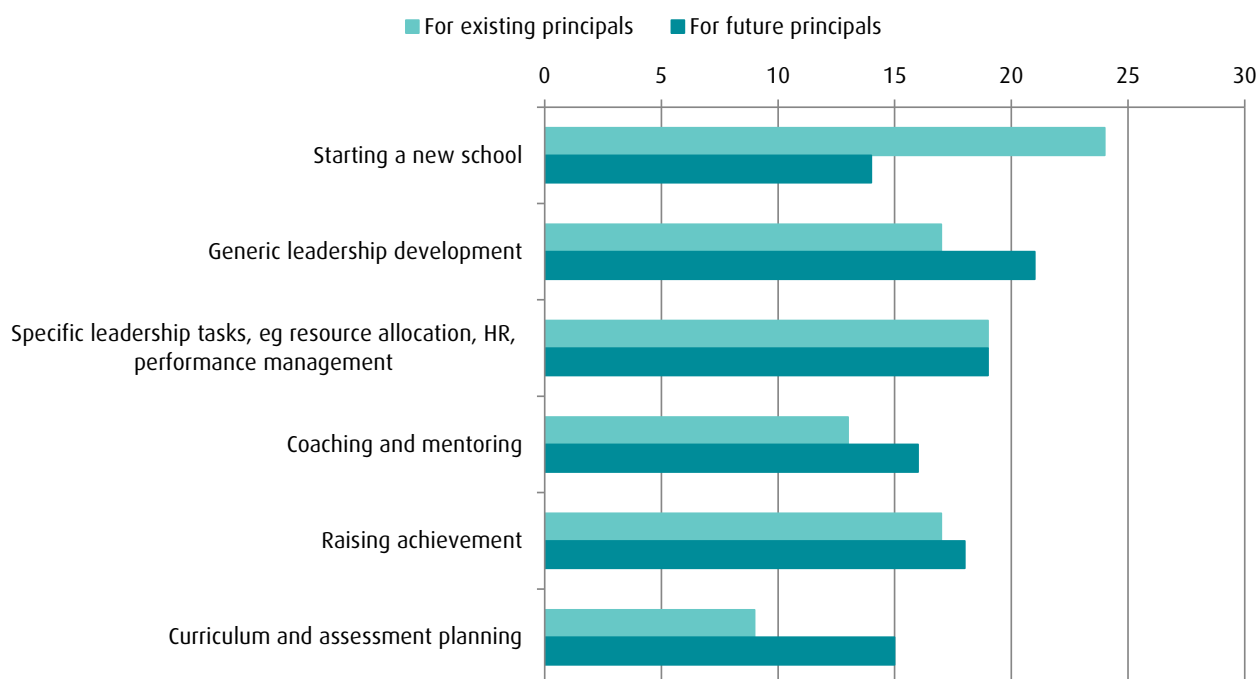 For existing principals For future principals
0 5 10 15 20 25 30
Starting a new school
Generic leadership development
Specific leadership tasks, eg resource allocation, HR,
performance management
Coaching and mentoring
Raising achievement
Curriculum and assessment planning